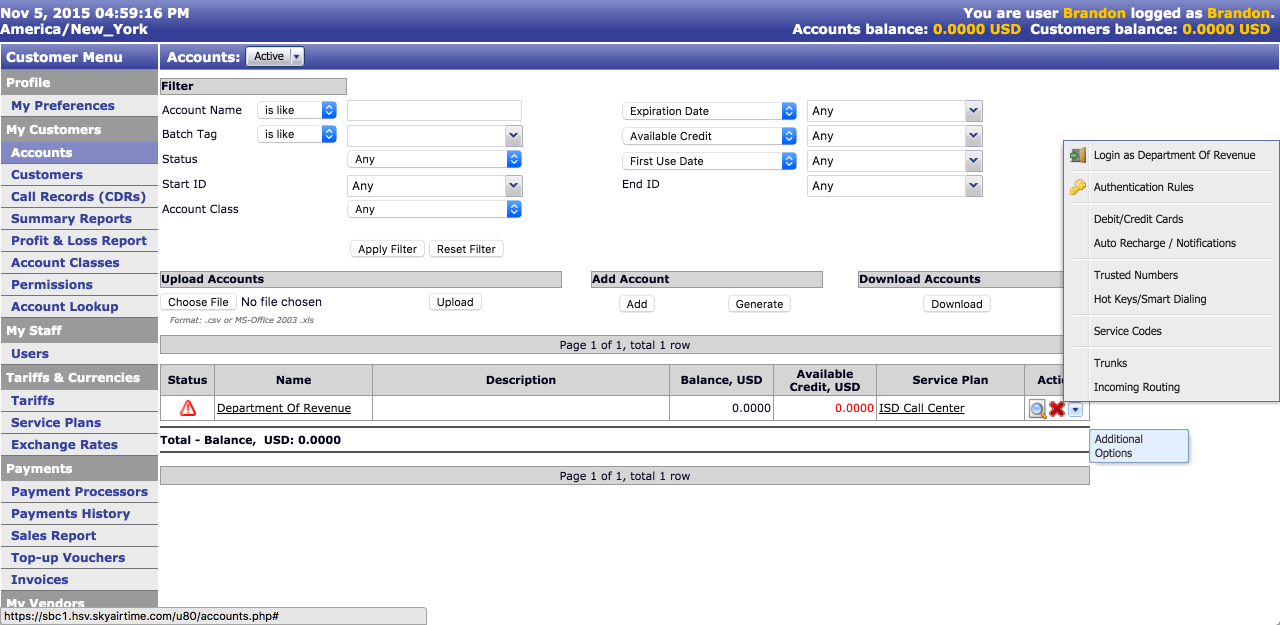 Nov 5, 2015 04:59:16 PM
America/New_York
You are user Brandon logged as Brandon.
Accounts balance: 0.0000 USD Customers balance: 0.0000 USD
Customer Menu
Profile
My Preferences
My Customers
Accounts
Customers
Call Records (CDRs)
Summary Reports
Profit & Loss Report
Account Classes
Permissions
Account Lookup
My Staff
Users
Tariffs & Currencies
Tariffs
Service Plans
Exchange Rates
Payments
Payment Processors
Payments History
Sales Report
Top-up Vouchers
Invoices
My Vendors
https://sbc1.hsv.skyairtime.com/u80/accounts.php#
Accounts: Active
Filter
Account Name is like
Batch Tag is like
Status Any
Start ID Any
Account Class Any
Expiration Date Any
Available Credit Any
First Use Date Any
End ID Any
Apply Filter Reset Filter
Upload Accounts
Choose File No file chosen Upload
Format: .csv or MS-Office 2003 .xls
Add Account
Add Generate
Download Accounts
Download
Page 1 of 1, total 1 row
Status Name Description Balance, USD Available Credit, USD Service Plan
Department Of Revenue 0.0000 0.0000 ISD Call Center
Total - Balance, USD: 0.0000
Page 1 of 1, total 1 row
Login as Department Of Revenue
Authentication Rules
Debit/Credit Cards
Auto Recharge / Notifications
Trusted Numbers
Hot Keys/Smart Dialing
Service Codes
Trunks
Incoming Routing
Additional
Options